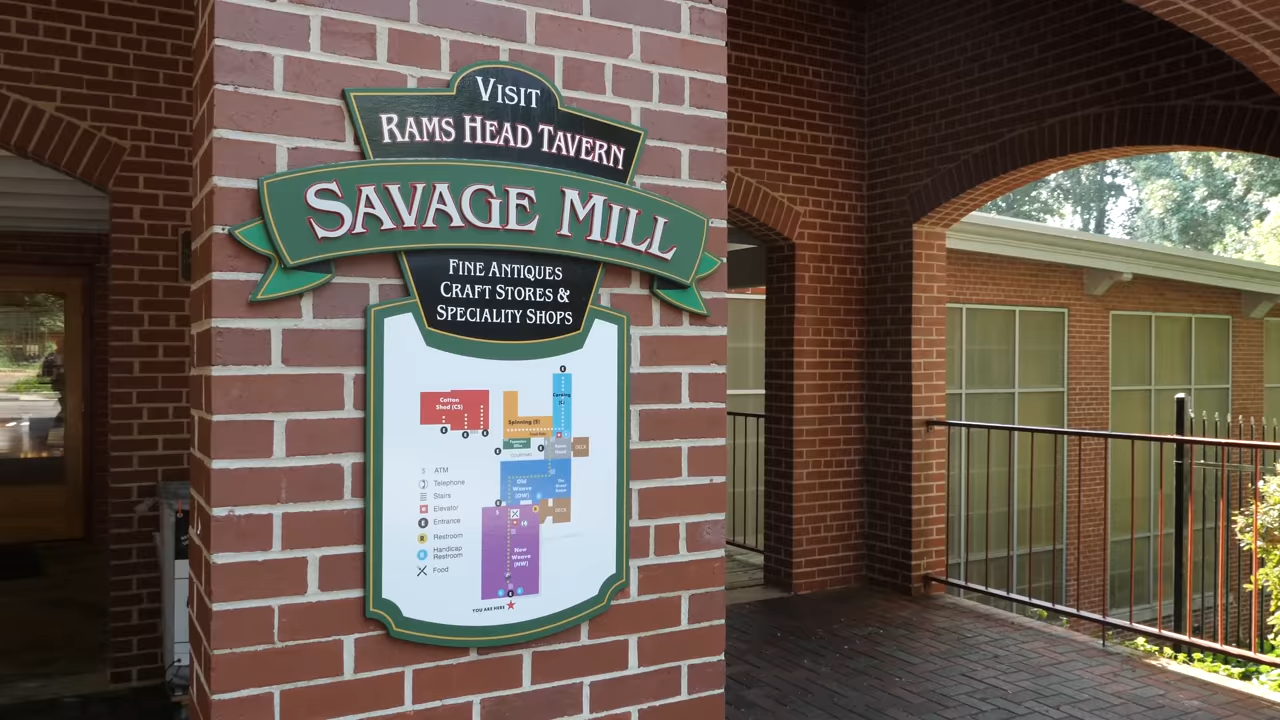 VISIT
RAMS HEAD TAVERN
SAVAGE MILL
FINE ANTIQUES
CRAFT STORES &
SPECIALITY SHOPS
Cotton
Shed (CS)
Spinning (S)
Carding
DECK
Old
Weave
(OW)
DECK
New
Weave
(NW)
S ATM
Telephone
Stairs
Elevator
E Entrance
R Restroom
Handicap
Restroom
Food
YOU ARE HERE